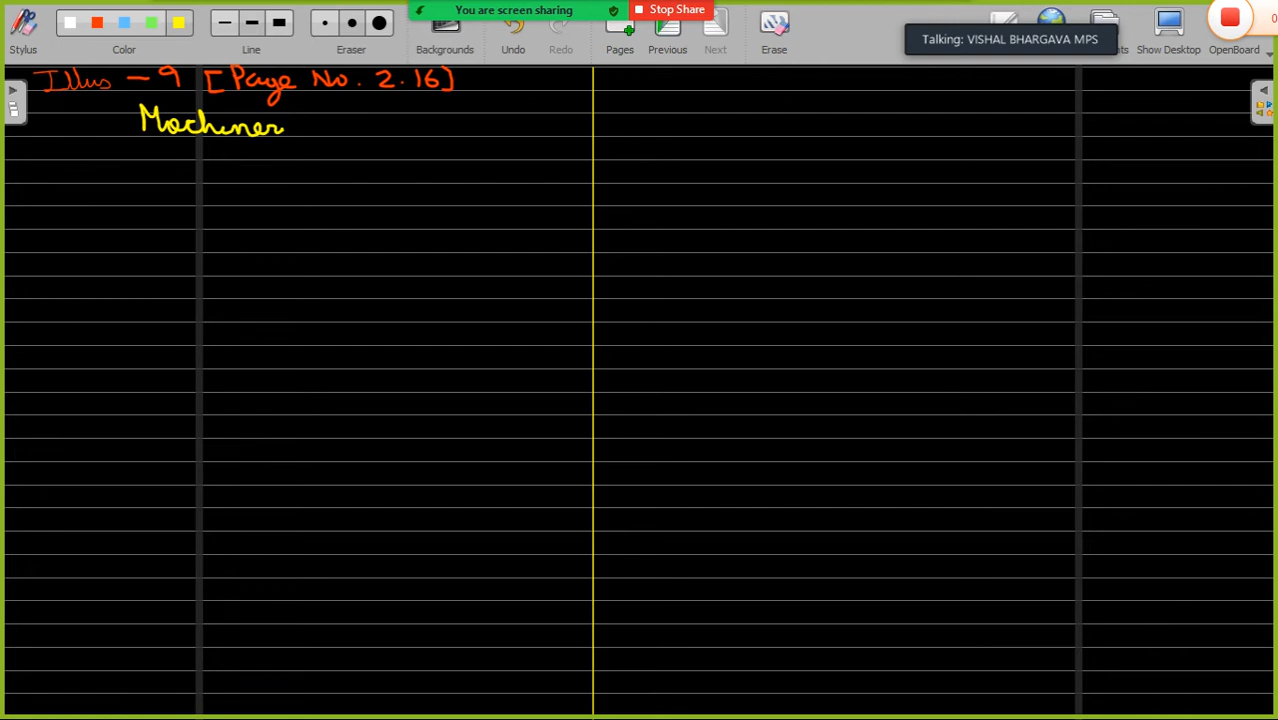 You are screen sharing
Stop Share
Talking: VISHAL BHARGAVA MPS
Stylus
Color
Line
Eraser
Backgrounds
Undo
Redo
Pages
Previous
Next
Erase
Show Desktop
OpenBoard
Illus - 9 [Page No. 2.16]
Machiner